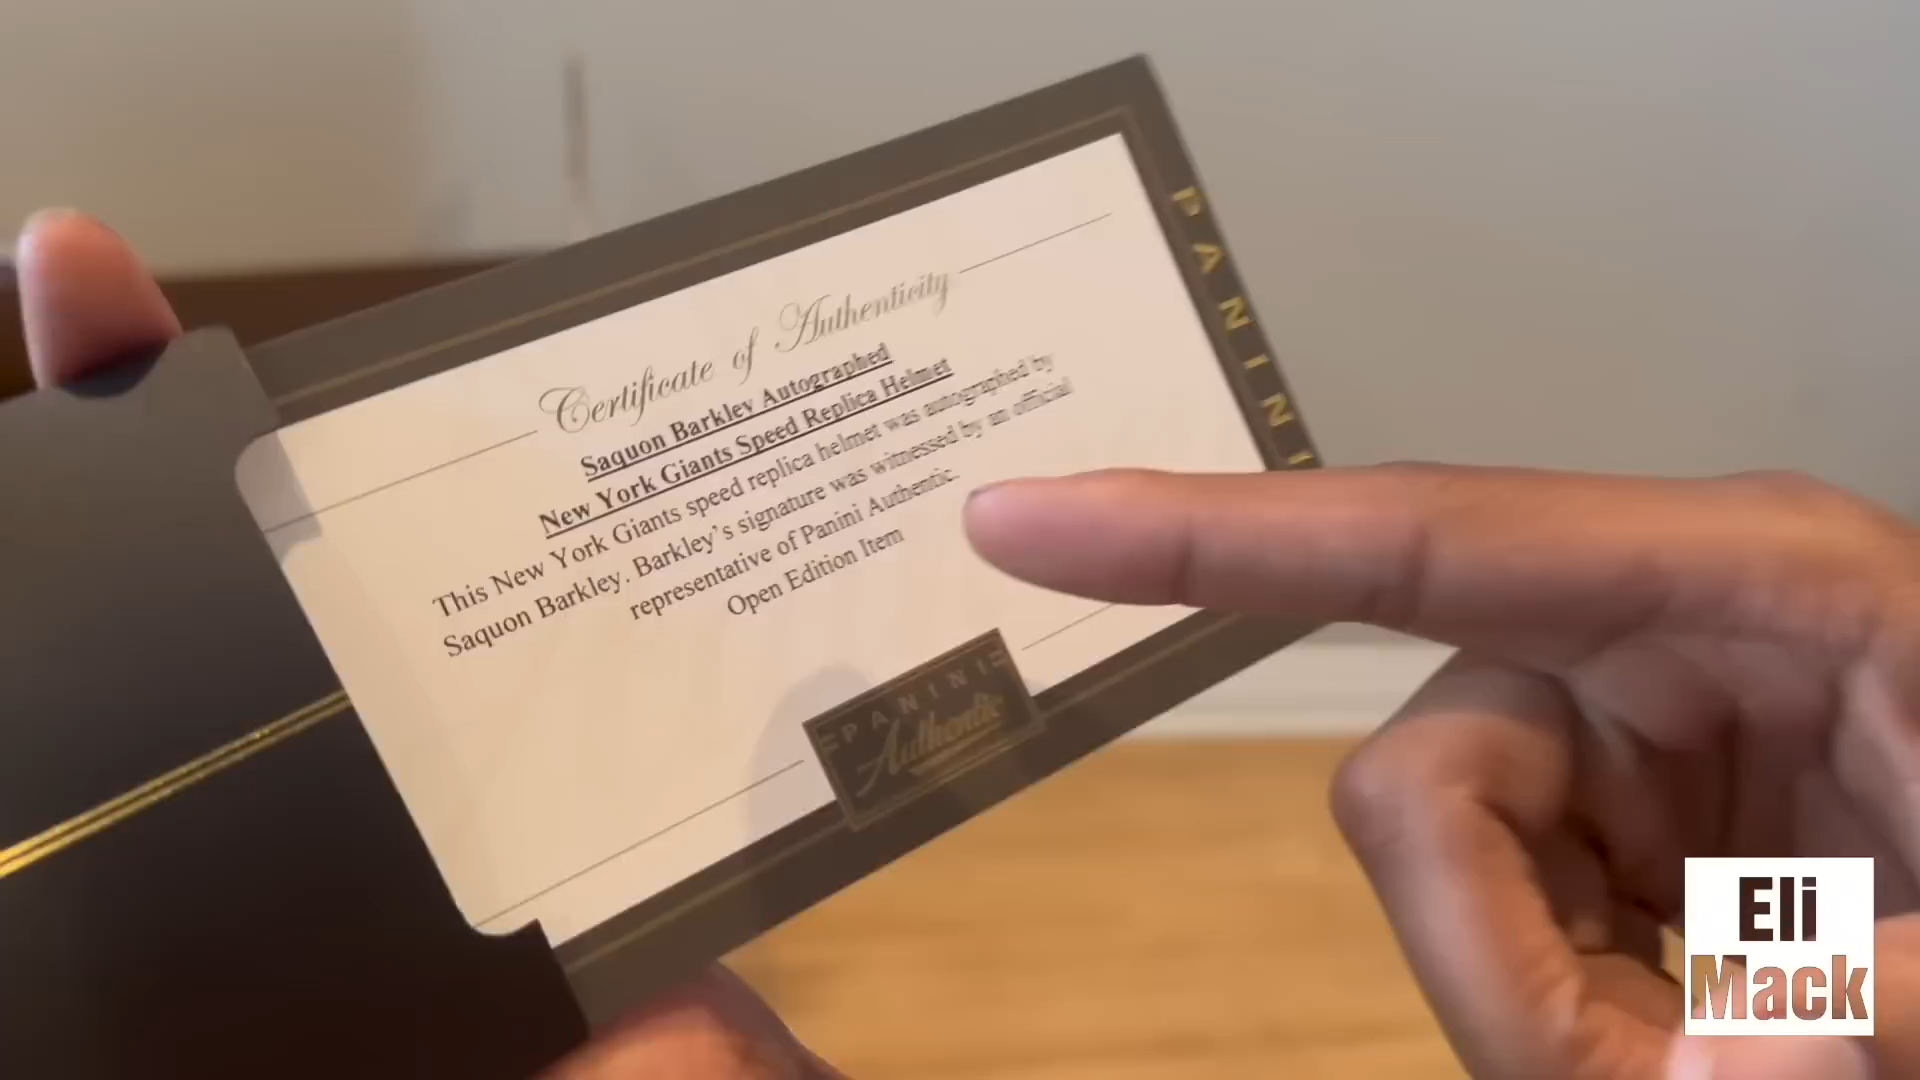 Certificate of Authenticity
Saquon Barkley Autographed
New York Giants Speed Replica Helmet
This New York Giants speed replica helmet was autographed by
Saquon Barkley. Barkley's signature was witnessed by an official
representative of Panini Authentic.
Open Edition Item
PANINI
Authentic
PANINI
Eli
Mack